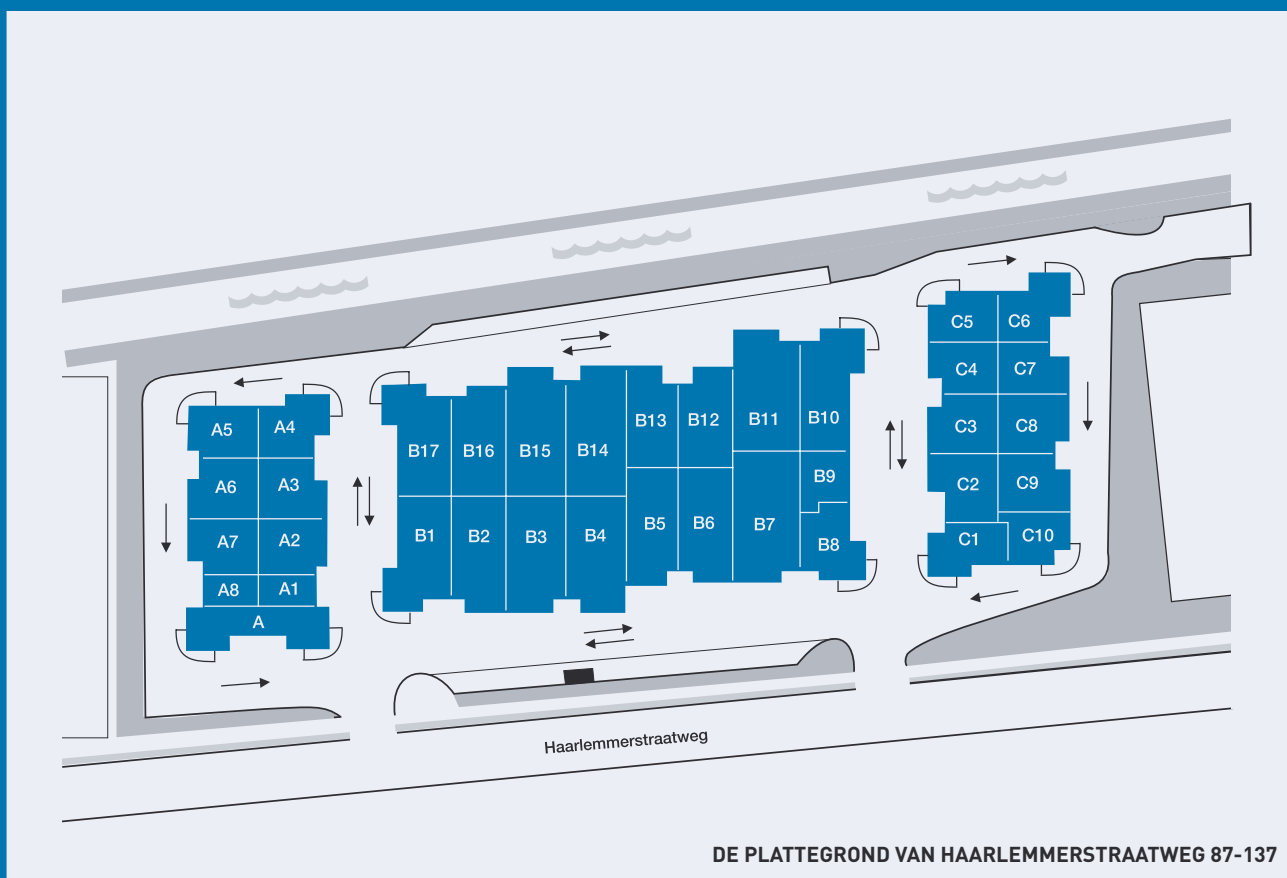 A5
A4
A6
A3
A7
A2
A8
A1
A
B17
B16
B15
B14
B13
B12
B11
B10
B9
B1
B2
B3
B4
B5
B6
B7
B8
C5
C6
C4
C7
C3
C8
C2
C9
C1
C10
Haarlemmerstraatweg
DE PLATTEGROND VAN HAARLEMMERSTRAATWEG 87-137